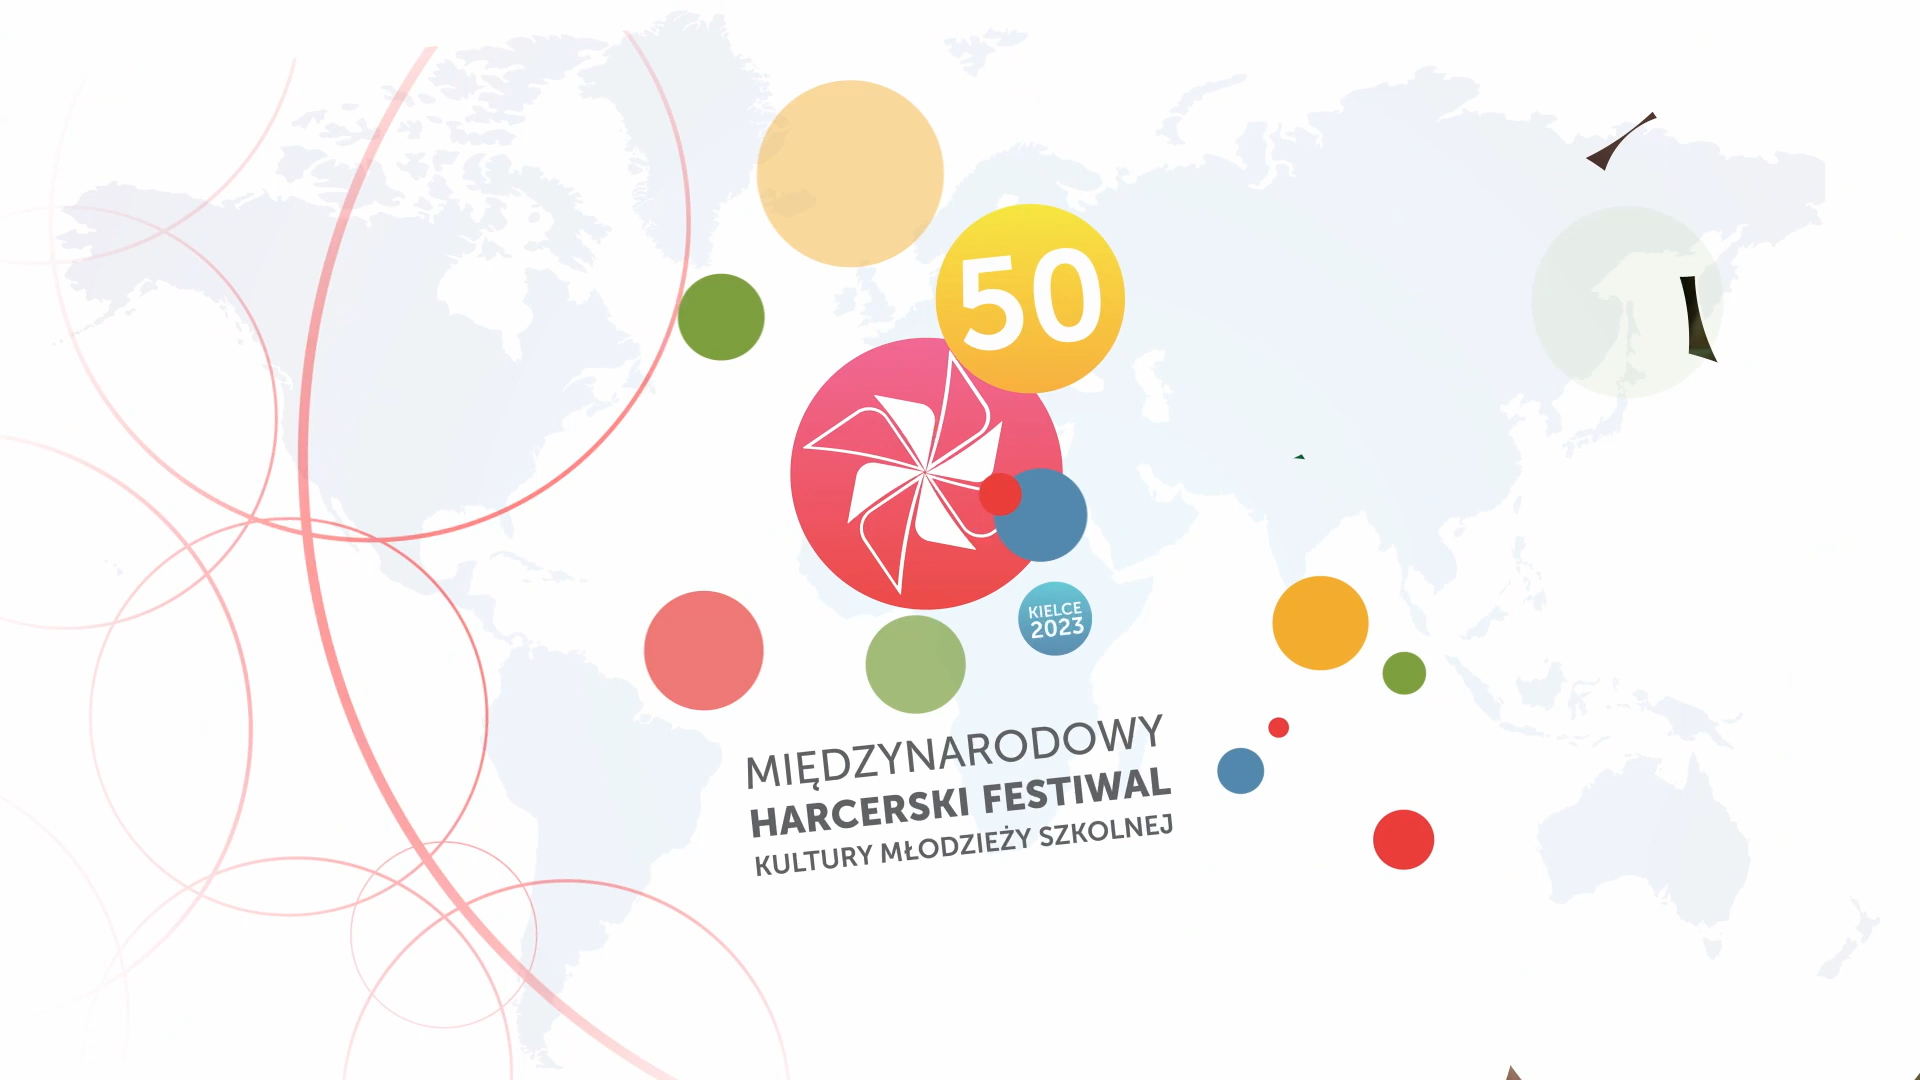 50
KIELCE
2023
MIĘDZYNARODOWY
HARCERSKI FESTIWAL
KULTURY MŁODZIEŻY SZKOLNEJ